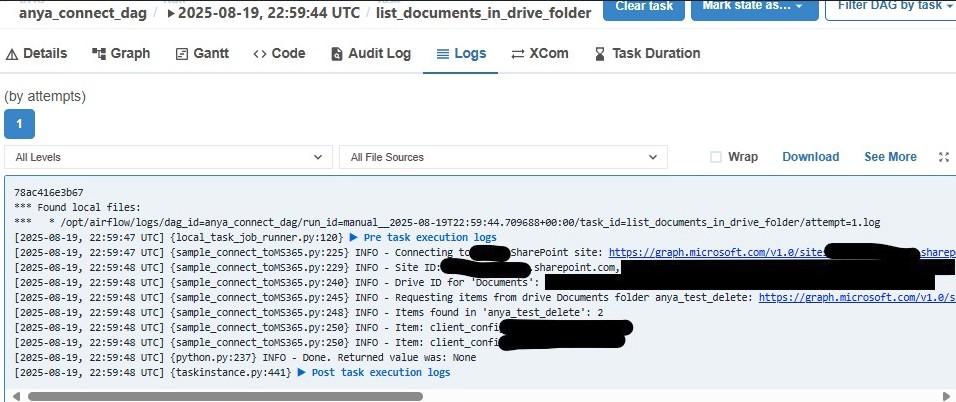 anya_connect_dag / ▶ 2025-08-19, 22:59:44 UTC / list_documents_in_drive_folder
Clear task
Mark state as...
Filter DAG by task
Details
Graph
Gantt
<> Code
Audit Log
Logs
XCom
Task Duration
(by attempts)
1
All Levels
All File Sources
Wrap
Download
See More
78ac416e3b67
*** Found local files:
***   * /opt/airflow/logs/dag_id=anya_connect_dag/run_id=manual__2025-08-19T22:59:44.709688+00:00/task_id=list_documents_in_drive_folder/attempt=1.log
[2025-08-19, 22:59:47 UTC] {local_task_job_runner.py:120} ▶ Pre task execution logs
[2025-08-19, 22:59:47 UTC] {sample_connect_toMS365.py:225} INFO - Connecting to SharePoint site: https://graph.microsoft.com/v1.0/site sharep
[2025-08-19, 22:59:48 UTC] {sample_connect_toMS365.py:229} INFO - Site ID: .sharepoint.com,
[2025-08-19, 22:59:48 UTC] {sample_connect_toMS365.py:240} INFO - Drive ID for 'Documents':
[2025-08-19, 22:59:48 UTC] {sample_connect_toMS365.py:245} INFO - Requesting items from drive Documents folder anya_test_delete: https://graph.microsoft.com/v1.0/s
[2025-08-19, 22:59:48 UTC] {sample_connect_toMS365.py:248} INFO - Items found in 'anya_test_delete': 2
[2025-08-19, 22:59:48 UTC] {sample_connect_toMS365.py:250} INFO - Item: client_confi
[2025-08-19, 22:59:48 UTC] {sample_connect_toMS365.py:250} INFO - Item: client_confi
[2025-08-19, 22:59:48 UTC] {python.py:237} INFO - Done. Returned value was: None
[2025-08-19, 22:59:48 UTC] {taskinstance.py:441} ▶ Post task execution logs